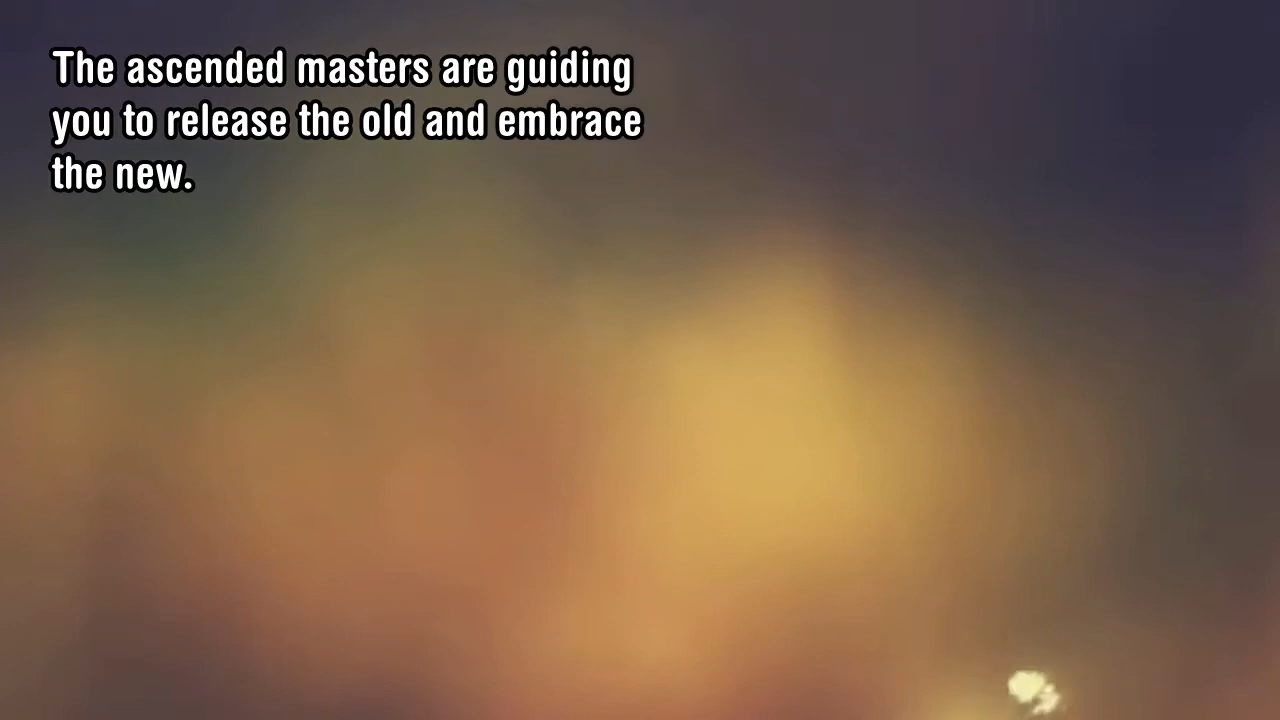 The ascended masters are guiding
you to release the old and embrace
the new.